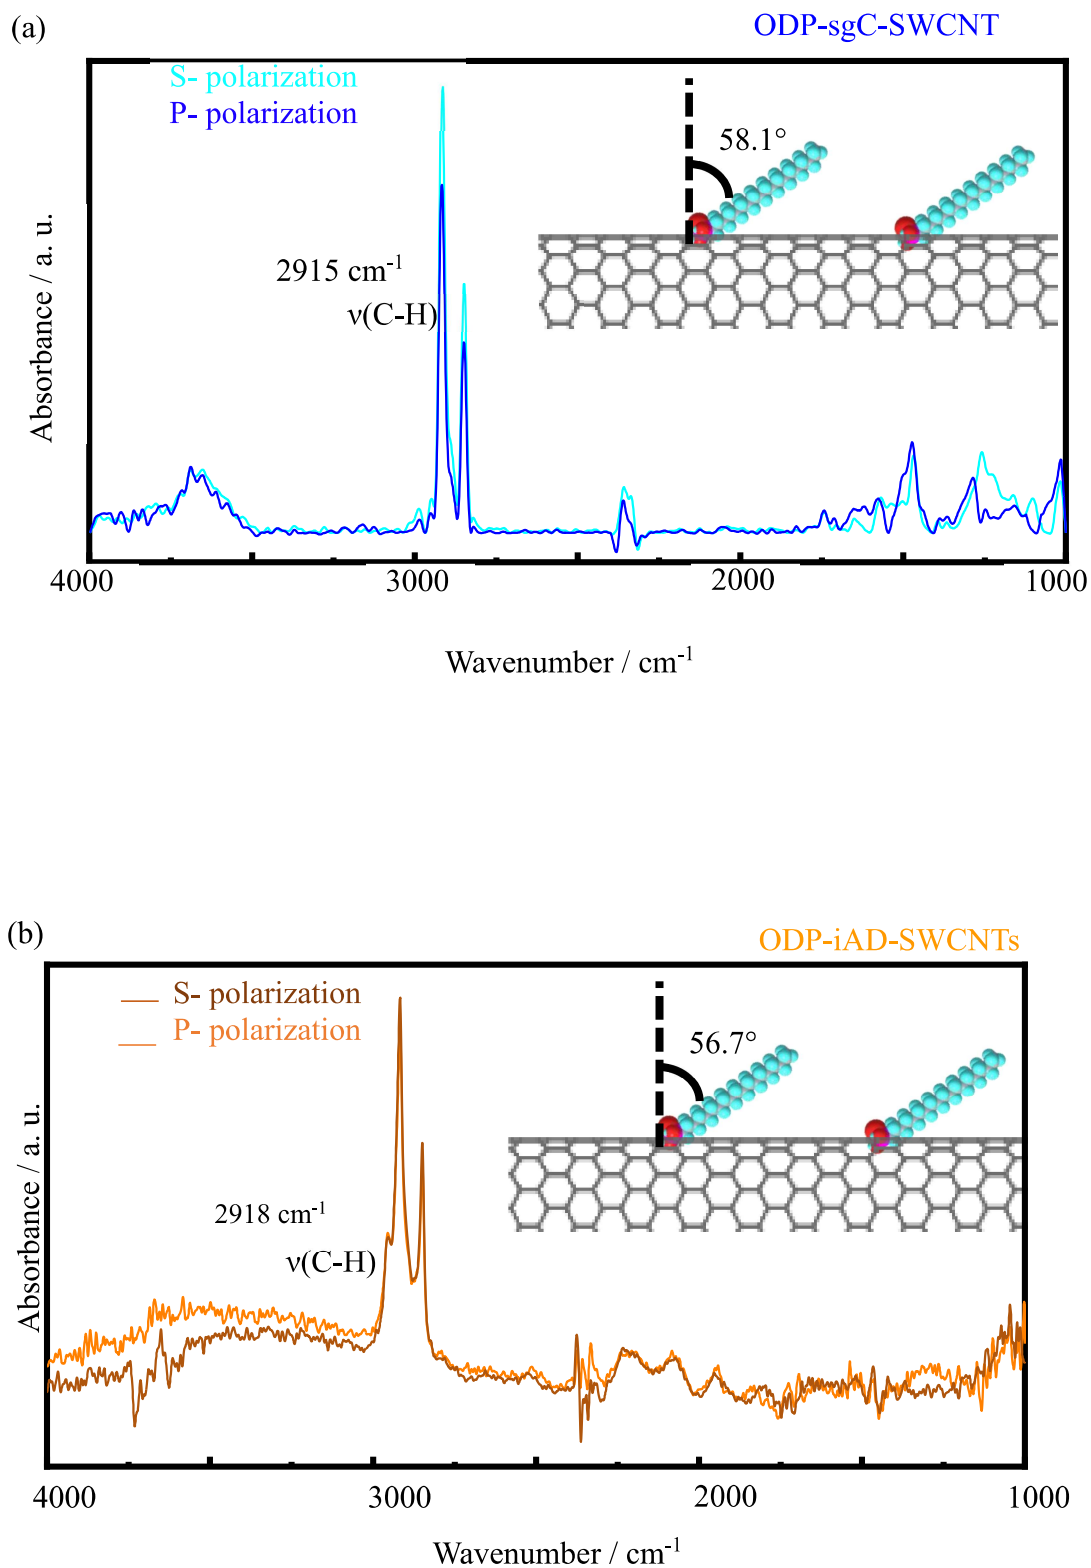 (a)
ODP-sgC-SWCNT
S- polarization
P- polarization
58.1°
2915 cm⁻¹
ν(C-H)
Absorbance / a. u.
4000 3000 2000 1000
Wavenumber / cm⁻¹
(b)
ODP-iAD-SWCNTs
S- polarization
P- polarization
56.7°
2918 cm⁻¹
ν(C-H)
Absorbance / a. u.
4000 3000 2000 1000
Wavenumber / cm⁻¹